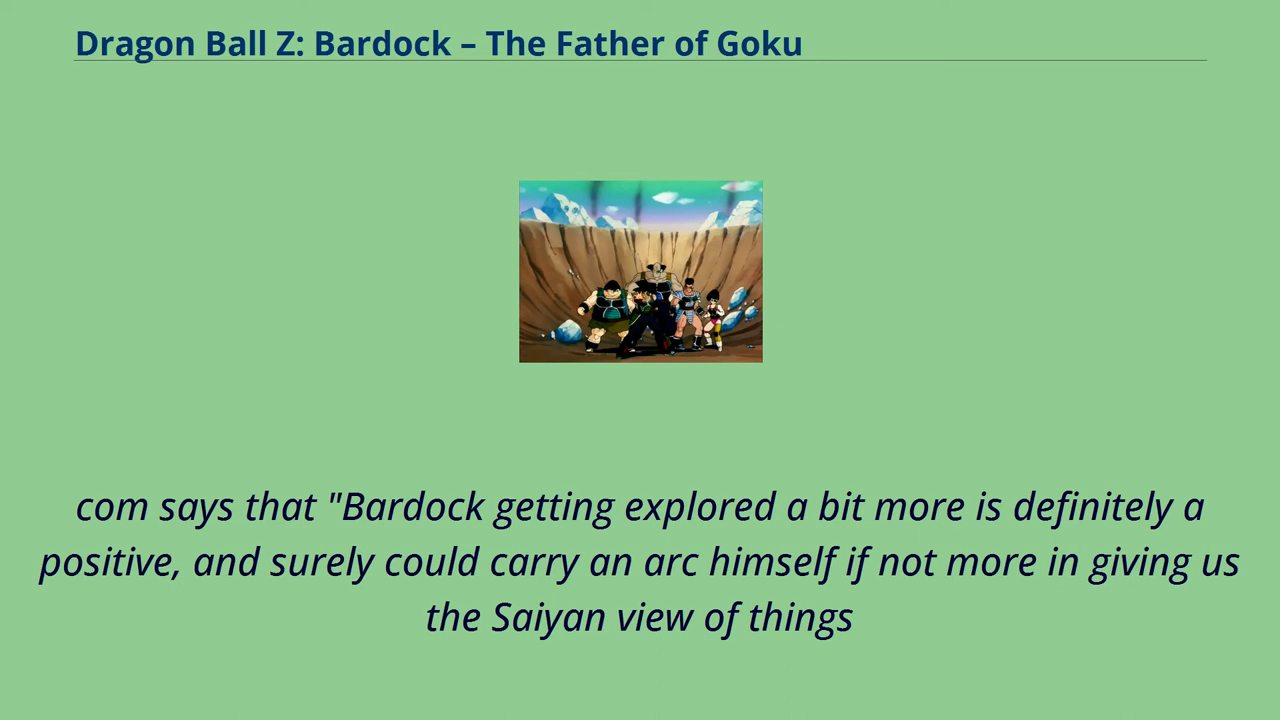 Dragon Ball Z: Bardock – The Father of Goku
com says that "Bardock getting explored a bit more is definitely a
positive, and surely could carry an arc himself if not more in giving us
the Saiyan view of things